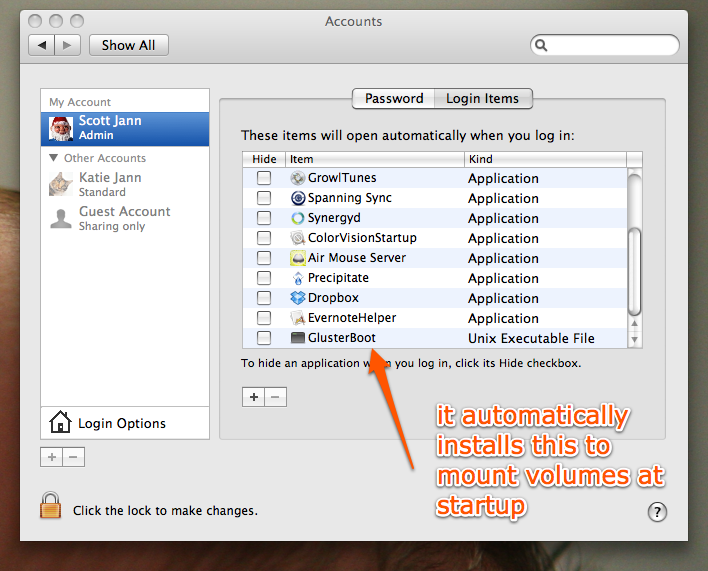 Accounts
Show All
My Account
Scott Jann
Admin
Other Accounts
Katie Jann
Standard
Guest Account
Sharing only
Login Options
Password Login Items
These items will open automatically when you log in:
Hide Item Kind
GrowlTunes Application
Spanning Sync Application
Synergyd Application
ColorVisionStartup Application
Air Mouse Server Application
Precipitate Application
Dropbox Application
EvernoteHelper Application
GlusterBoot Unix Executable File
To hide an application when you log in, click its Hide checkbox.
+ −
it automatically
installs this to
mount volumes at
startup
+ −
Click the lock to make changes.
?